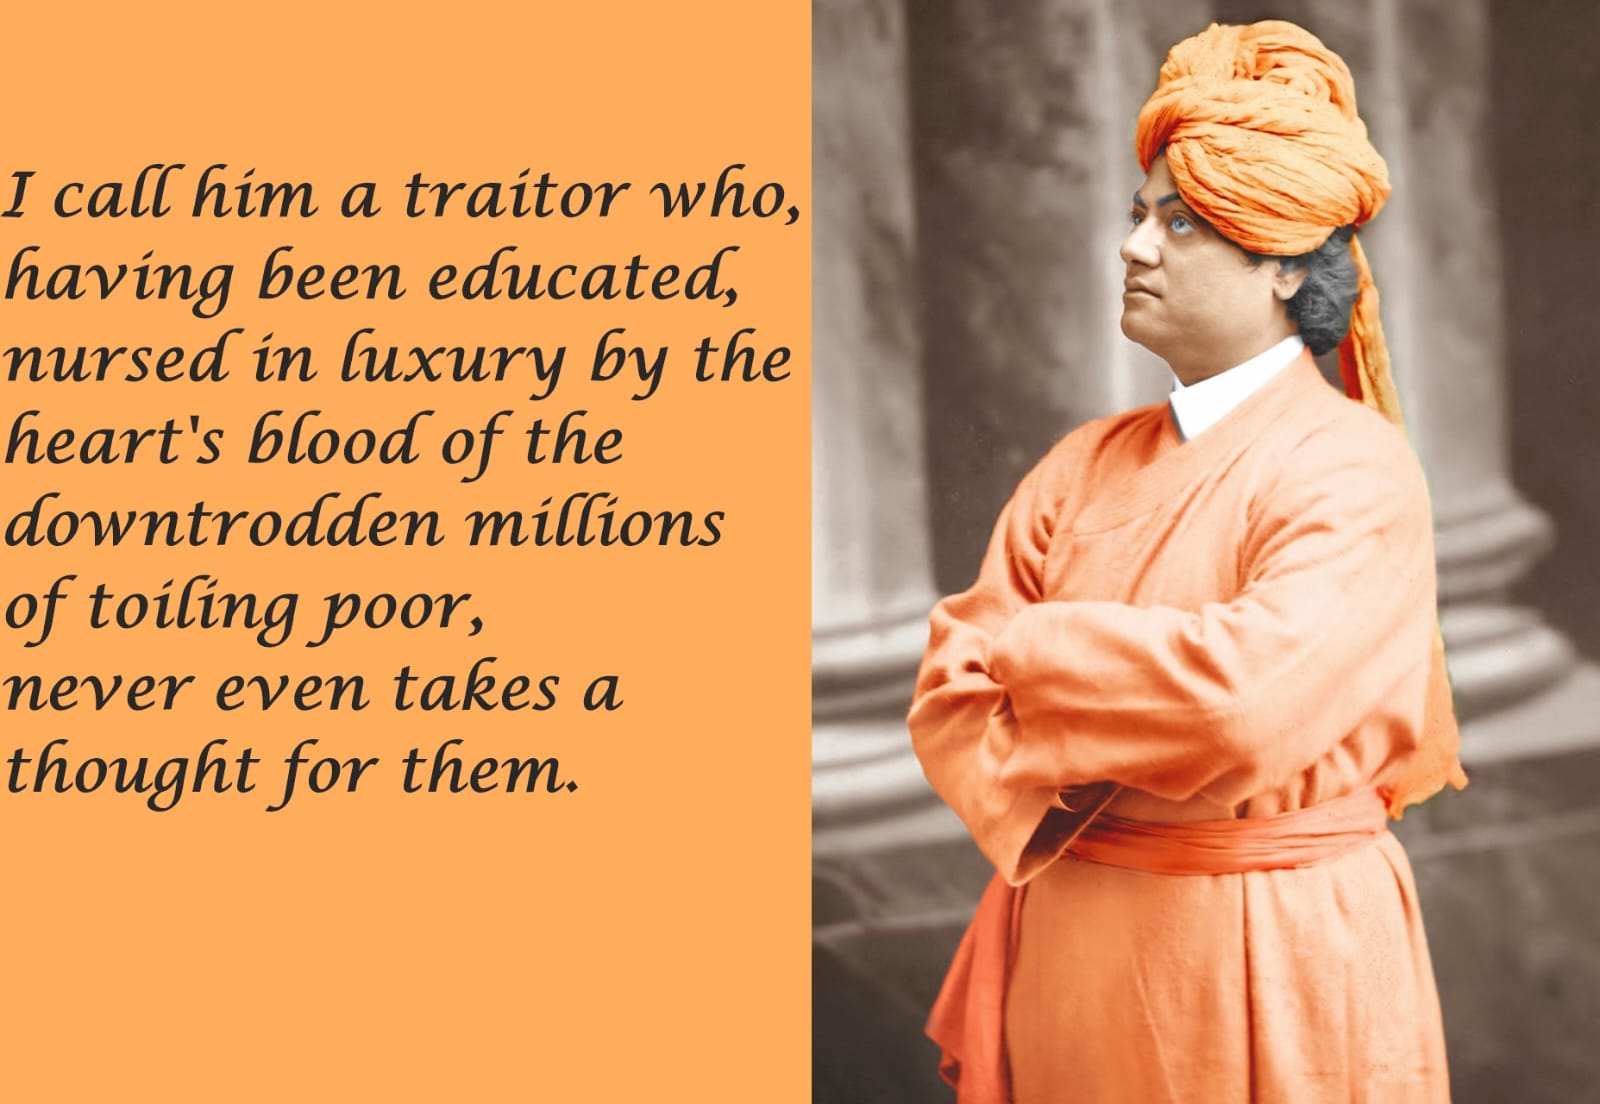 I call him a traitor who,
having been educated,
nursed in luxury by the
heart's blood of the
downtrodden millions
of toiling poor,
never even takes a
thought for them.